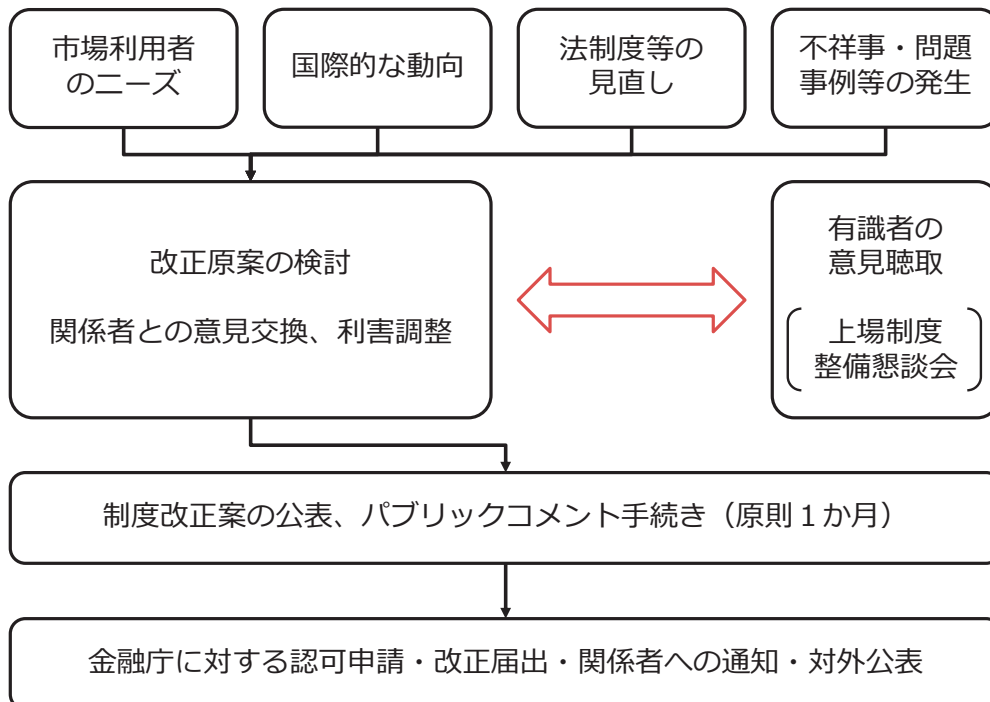 市場利用者
のニーズ
国際的な動向
法制度等の
見直し
不祥事・問題
事例等の発生
改正原案の検討
関係者との意見交換、利害調整
有識者の
意見聴取
上場制度
整備懇談会
制度改正案の公表、パブリックコメント手続き（原則１か月）
金融庁に対する認可申請・改正届出・関係者への通知・対外公表